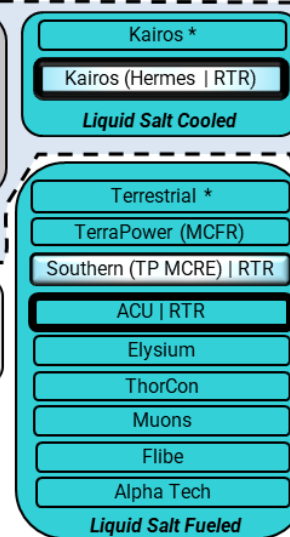 Kairos *
Kairos (Hermes | RTR)
Liquid Salt Cooled
Terrestrial *
TerraPower (MCFR)
Southern (TP MCRE) | RTR
ACU | RTR
Elysium
ThorCon
Muons
Flibe
Alpha Tech
Liquid Salt Fueled